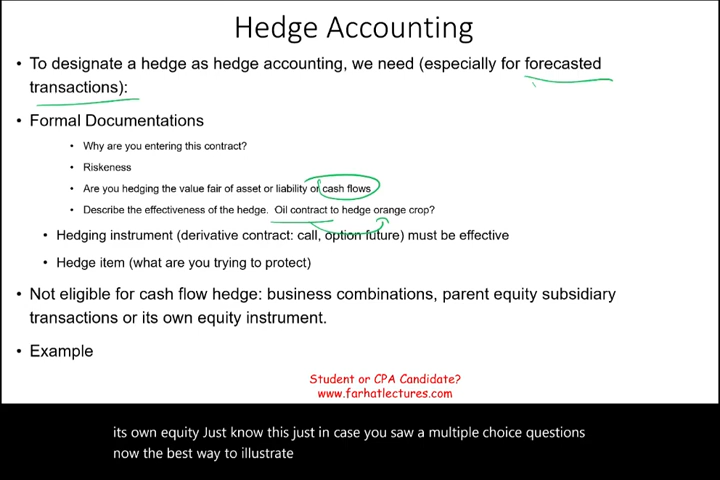 Hedge Accounting
• To designate a hedge as hedge accounting, we need (especially for forecasted
transactions):
• Formal Documentations
• Why are you entering this contract?
• Riskeness
• Are you hedging the value fair of asset or liability or cash flows
• Describe the effectiveness of the hedge. Oil contract to hedge orange crop?
• Hedging instrument (derivative contract: call, option future) must be effective
• Hedge item (what are you trying to protect)
• Not eligible for cash flow hedge: business combinations, parent equity subsidiary
transactions or its own equity instrument.
• Example
Student or CPA Candidate?
www.farhatlectures.com
its own equity Just know this just in case you saw a multiple choice questions
now the best way to illustrate